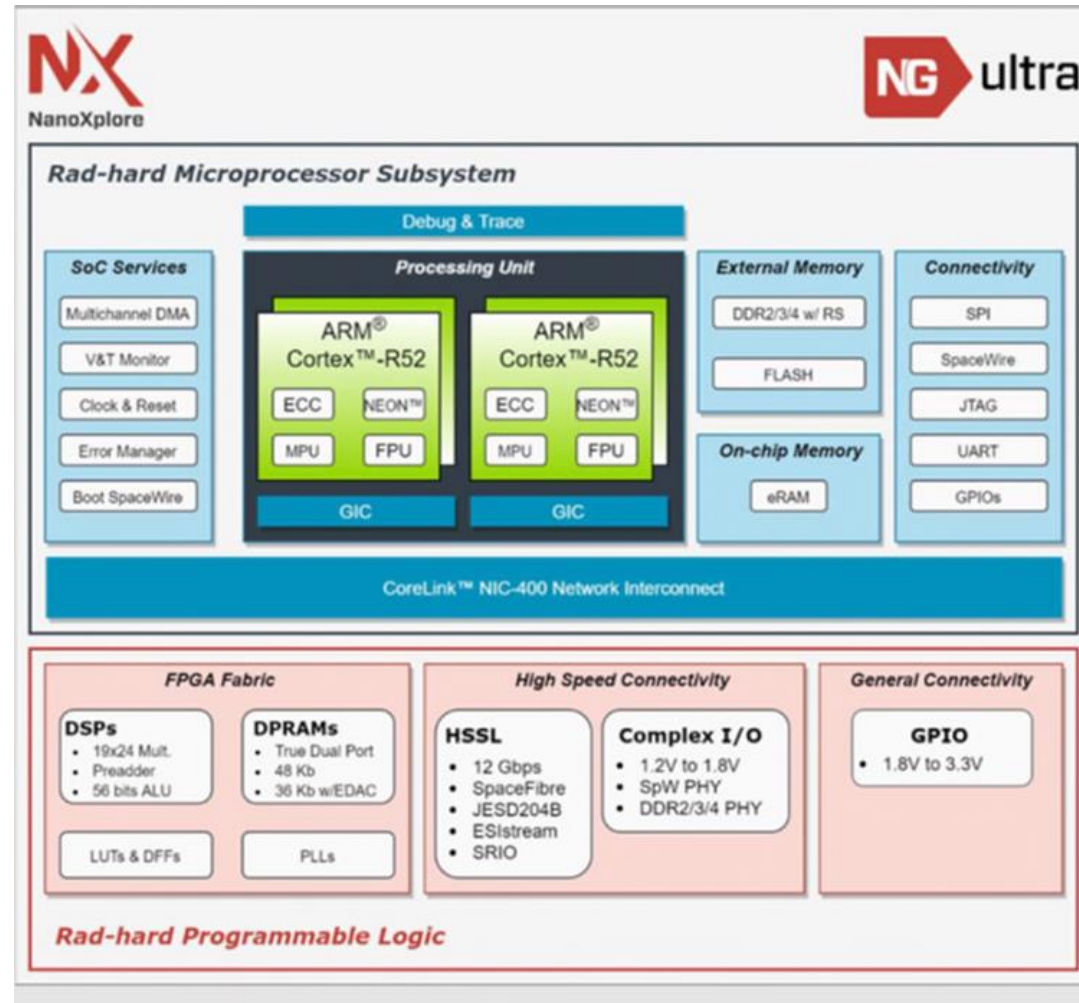 NX
NanoXplore
NG ultra
Rad-hard Microprocessor Subsystem
Debug & Trace
SoC Services
Multichannel DMA
V&T Monitor
Clock & Reset
Error Manager
Boot SpaceWire
Processing Unit
ARM®
Cortex™-R52
ECC
NEON™
MPU
FPU
GIC
ARM®
Cortex™-R52
ECC
NEON™
MPU
FPU
GIC
External Memory
DDR2/3/4 w/ RS
FLASH
On-chip Memory
eRAM
Connectivity
SPI
SpaceWire
JTAG
UART
GPIOs
CoreLink™ NIC-400 Network Interconnect
FPGA Fabric
DSPs
• 19x24 Mult.
• Preadder
• 56 bits ALU
DPRAMs
• True Dual Port
• 48 Kb
• 36 Kb w/EDAC
LUTs & DFFs
PLLs
High Speed Connectivity
HSSL
• 12 Gbps
• SpaceFibre
• JESD204B
• ESIstream
• SRIO
Complex I/O
• 1.2V to 1.8V
• SpW PHY
• DDR2/3/4 PHY
General Connectivity
GPIO
• 1.8V to 3.3V
Rad-hard Programmable Logic